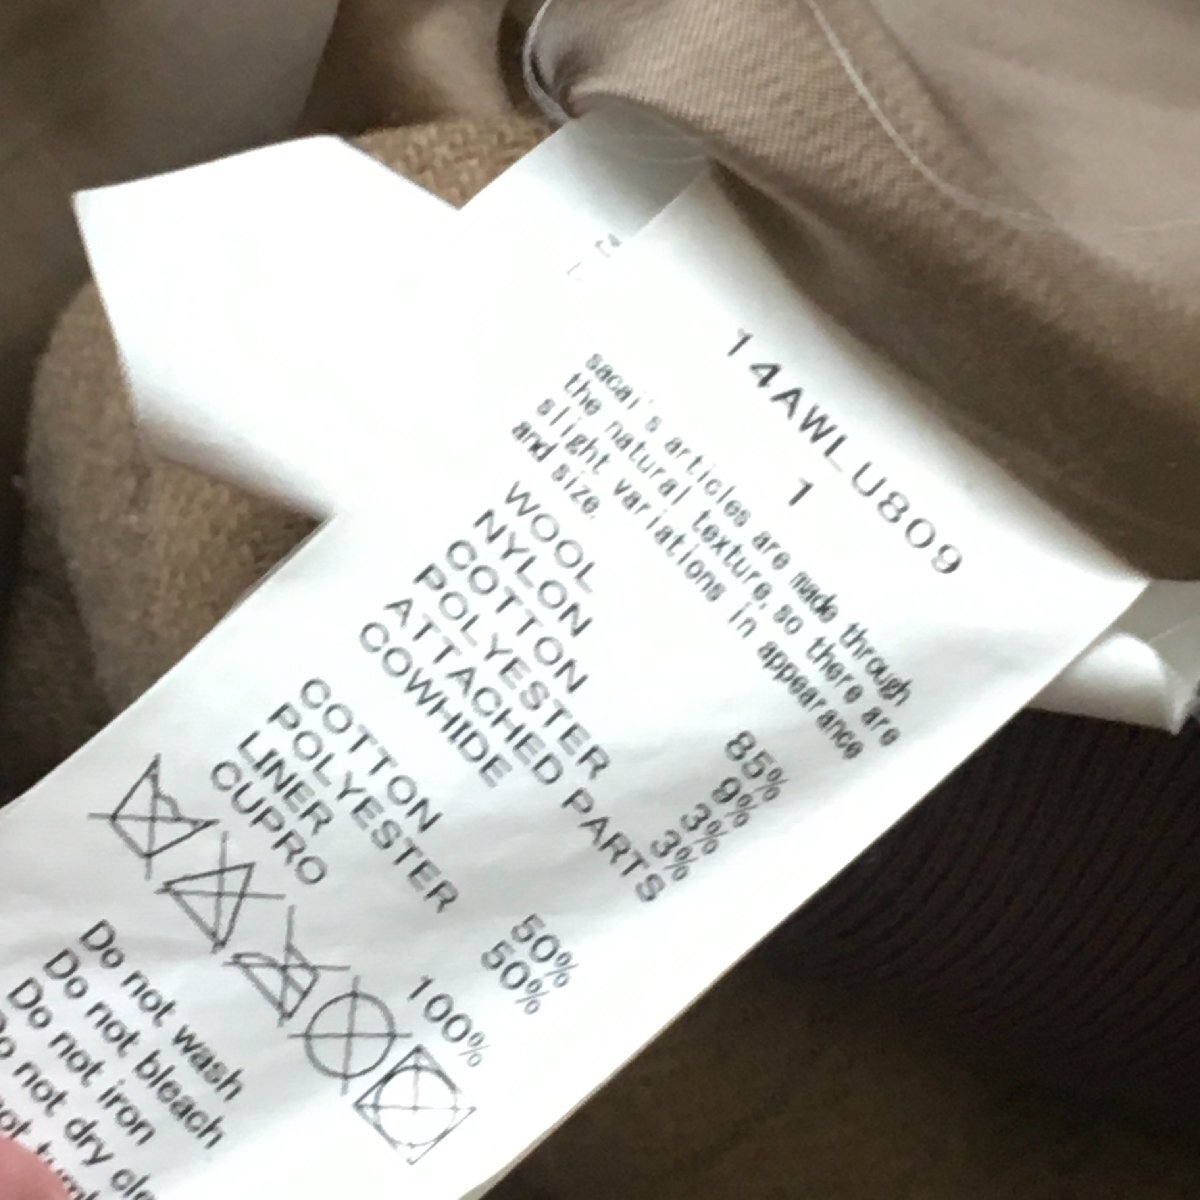 14AWLU809
1
sacai's articles are made through
the natural texture, so there are
slight variations in appearance
and size.
WOOL 85%
NYLON 9%
COTTON 3%
POLYESTER 3%
ATTACHED PARTS
COWHIDE
COTTON 50%
POLYESTER 50%
LINER
CUPRO 100%
Do not wash
Do not bleach
Do not iron
not dry